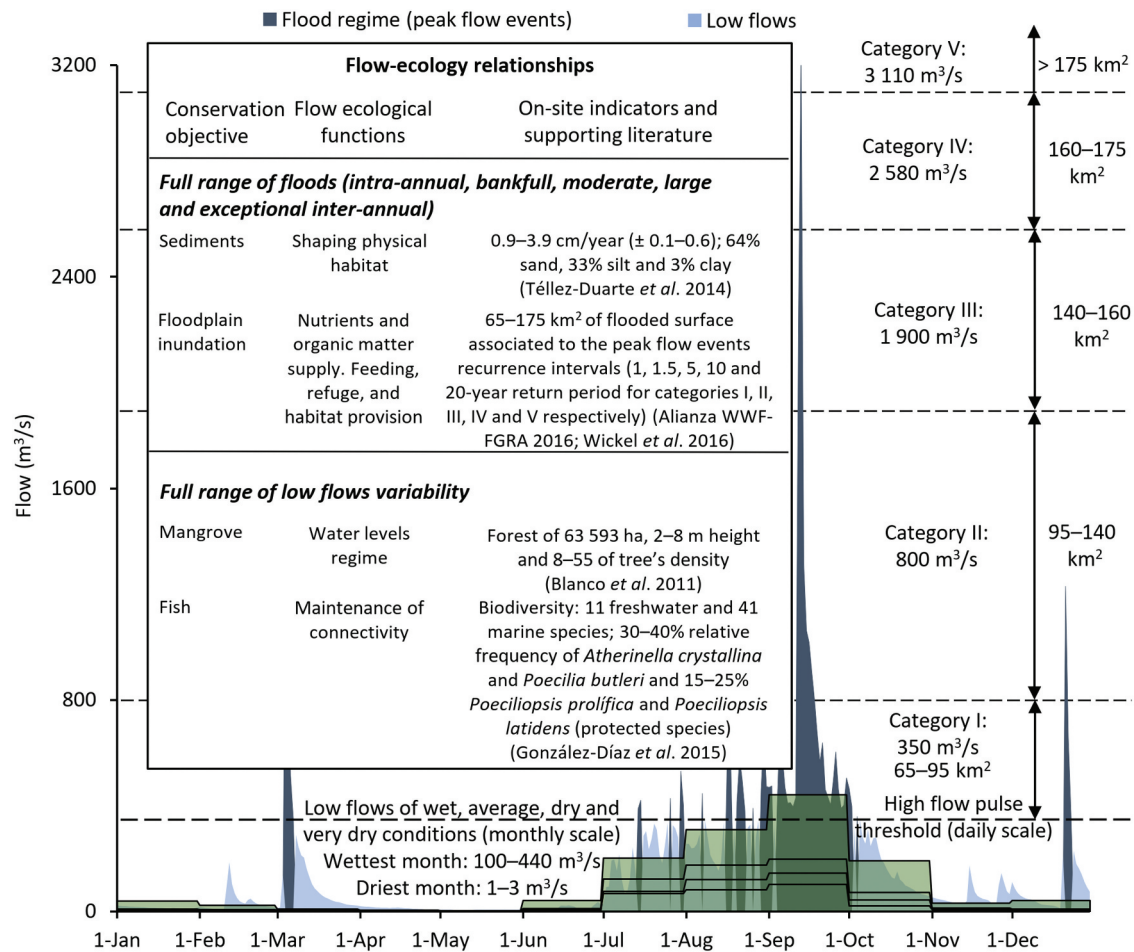 Flood regime (peak flow events)
Low flows
Flow (m³/s)
3200
2400
1600
800
0
Flow-ecology relationships
Conservation objective
Flow ecological functions
On-site indicators and supporting literature
Full range of floods (intra-annual, bankfull, moderate, large
and exceptional inter-annual)
Sediments
Shaping physical
habitat
0.9–3.9 cm/year (± 0.1–0.6); 64%
sand, 33% silt and 3% clay
(Téllez-Duarte et al. 2014)
Floodplain
inundation
Nutrients and
organic matter
supply. Feeding,
refuge, and
habitat provision
65–175 km² of flooded surface
associated to the peak flow events
recurrence intervals (1, 1.5, 5, 10 and
20-year return period for categories I, II,
III, IV and V respectively) (Alianza WWF-
FGRA 2016; Wickel et al. 2016)
Full range of low flows variability
Mangrove
Water levels
regime
Forest of 63 593 ha, 2–8 m height
and 8–55 of tree’s density
(Blanco et al. 2011)
Fish
Maintenance of
connectivity
Biodiversity: 11 freshwater and 41
marine species; 30–40% relative
frequency of Atherinella crystallina
and Poecilia butleri and 15–25%
Poeciliopsis prolífica and Poeciliopsis
latidens (protected species)
(González-Díaz et al. 2015)
Category V:
3 110 m³/s
> 175 km²
Category IV:
2 580 m³/s
160–175
km²
Category III:
1 900 m³/s
140–160
km²
Category II:
800 m³/s
95–140
km²
Category I:
350 m³/s
65–95 km²
High flow pulse
threshold (daily scale)
Low flows of wet, average, dry and
very dry conditions (monthly scale)
Wettest month: 100–440 m³/s
Driest month: 1–3 m³/s
1-Jan 1-Feb 1-Mar 1-Apr 1-May 1-Jun 1-Jul 1-Aug 1-Sep 1-Oct 1-Nov 1-Dec